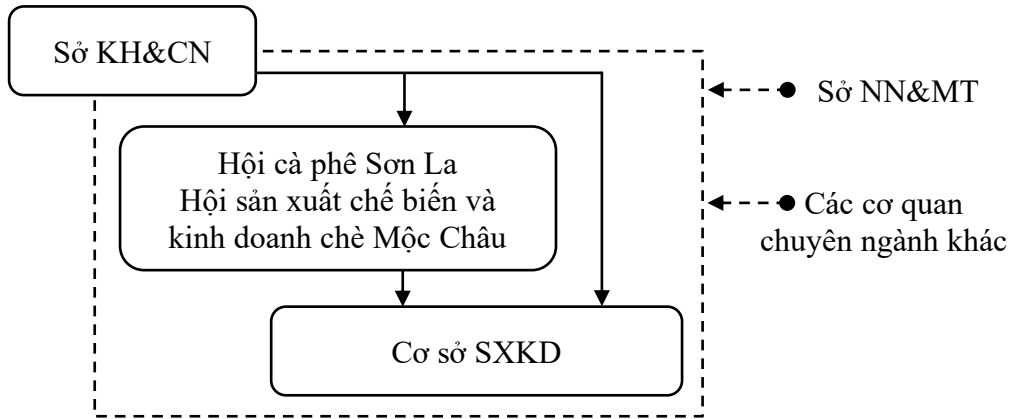 Sở KH&CN
Sở NN&MT
Hội cà phê Sơn La
Hội sản xuất chế biến và
kinh doanh chè Mộc Châu
Các cơ quan
chuyên ngành khác
Cơ sở SXKD